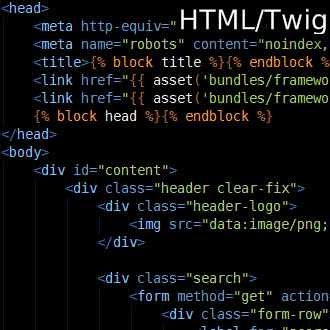 HTML/Twig
<head>
<meta http-equiv="
<meta name="robots" content="noindex,
<title>{% block title %}{% endblock %
<link href="{{ asset('bundles/framewo
<link href="{{ asset('bundles/framewo
{% block head %}{% endblock %}
</head>
<body>
<div id="content">
<div class="header clear-fix">
<div class="header-logo">
<img src="data:image/png;
</div>
<div class="search">
<form method="get" action
<div class="form-row"